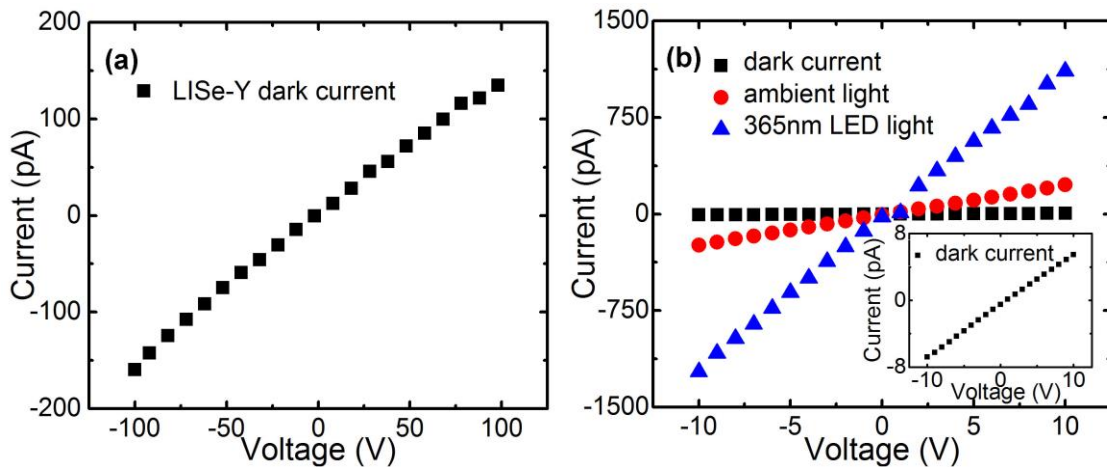 (a)
LISe-Y dark current
200
100
0
-100
-200
-100 -50 0 50 100
Current (pA)
Voltage (V)
(b)
dark current
ambient light
365nm LED light
1500
750
0
-750
-1500
-10 -5 0 5 10
Current (pA)
Voltage (V)
dark current
8
0
-8
-10 0 10
Current (pA)
Voltage (V)